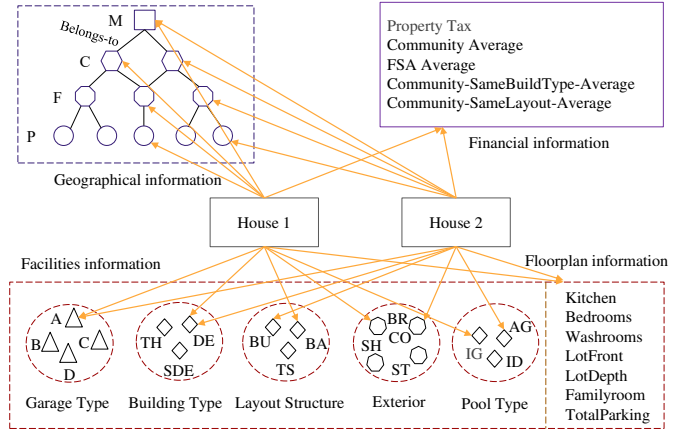 M
Belongs-to
C
F
P
Geographical information
Property Tax
Community Average
FSA Average
Community-SameBuildType-Average
Community-SameLayout-Average
Financial information
House 1
House 2
Facilities information
Floorplan information
A
B
C
D
Garage Type
TH
DE
SDE
Building Type
BU
BA
TS
Layout Structure
BR
CO
SH
ST
Exterior
AG
IG
ID
Pool Type
Kitchen
Bedrooms
Washrooms
LotFront
LotDepth
Familyroom
TotalParking